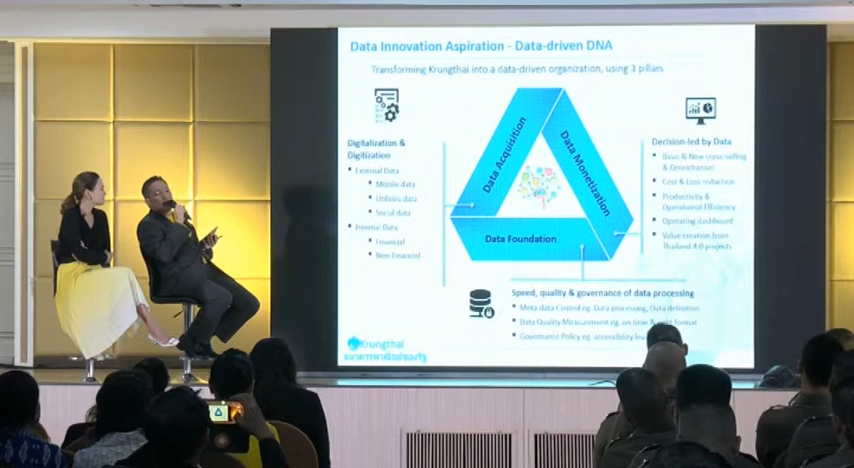 Data Innovation Aspiration - Data-driven DNA
Transforming Krungthai into a data-driven organization, using 3 pillars
Digitalization &
Digitization
External Data
Mobile data
Utilities data
Social data
Internal Data
Financial
Non-Financial
Data Acquisition
Data Monetization
Data Foundation
Decision-led by Data
Basic & New cross selling
& Omnichannel
Cost & Loss reduction
Productivity &
Operational Efficiency
Operating dashboard
Value creation from
Thailand 4.0 projects
Speed, quality & governance of data processing
Meta-data Control eg. Data processing, Data definition
Data Quality Measurement eg. on time & format
Governance Policy eg. accessibility
Krungthai
ธนาคารกรุงไทย